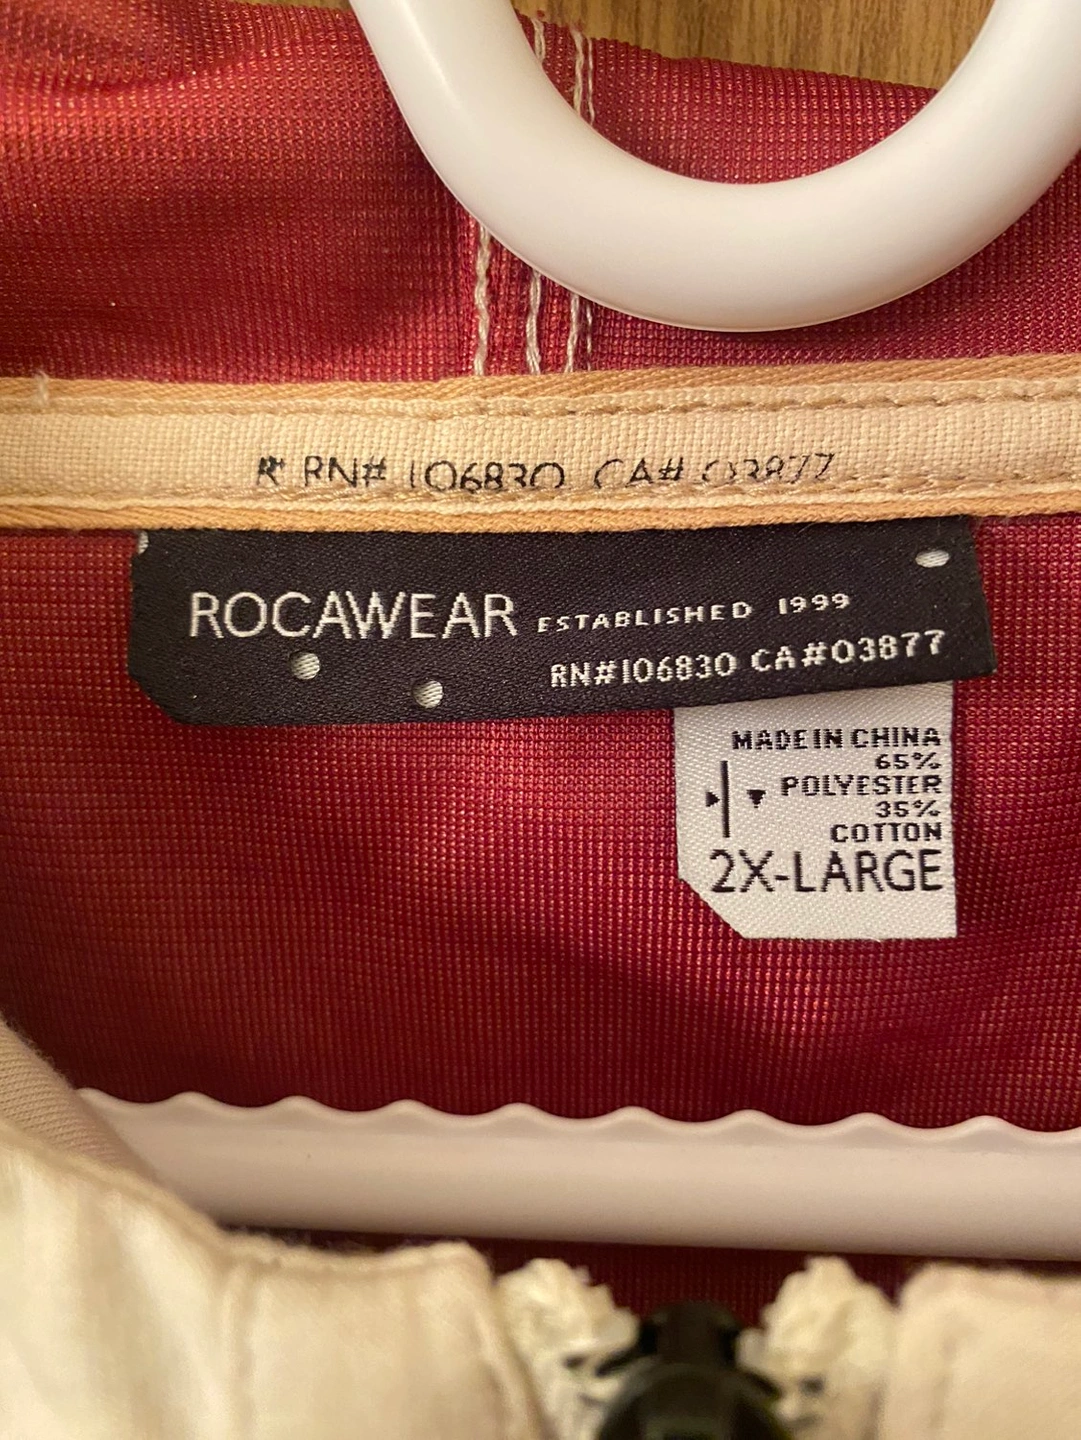 R RN# 106830 CA# 03877
ROCAWEAR ESTABLISHED 1999
RN#106830 CA#03877
MADE IN CHINA
65%
POLYESTER
35%
COTTON
2X-LARGE